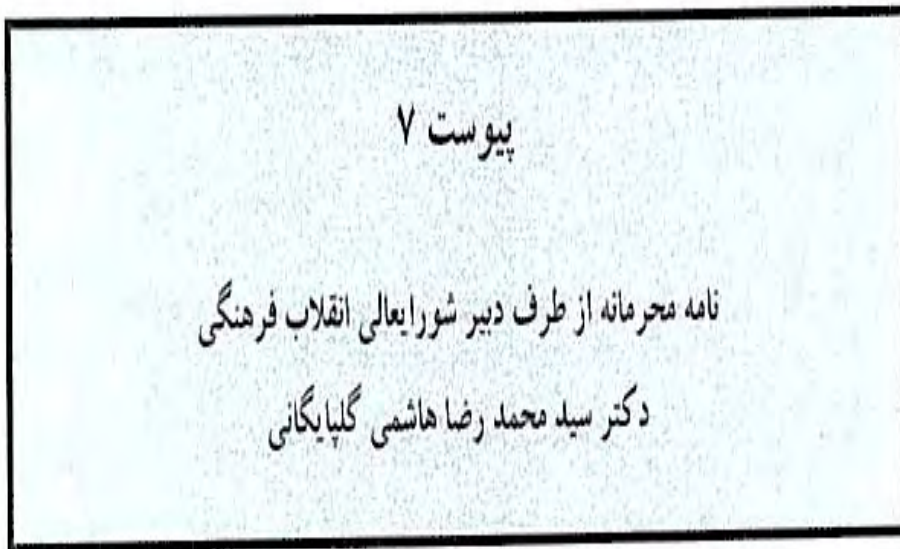 پیوست ۷
نامه محرمانه از طرف دبیر شورایعالی انقلاب فرهنگی
دکتر سید محمد رضا هاشمی گلپایگانی